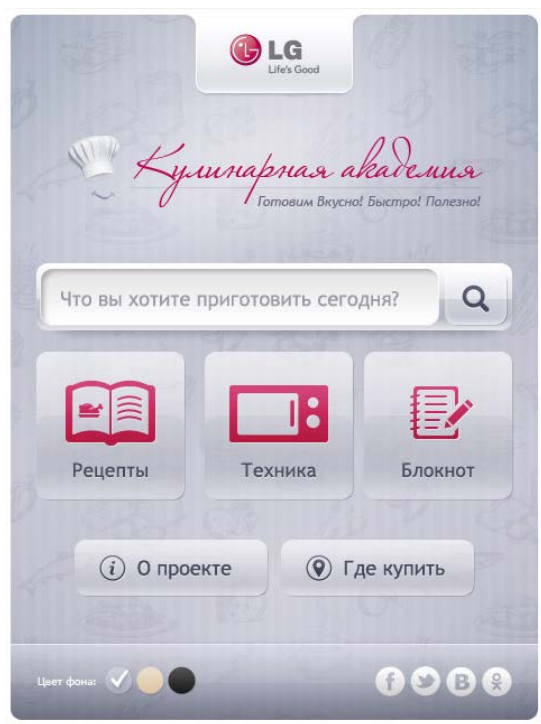 LG
Life's Good
Кулинарная академия
Готовим Вкусно! Быстро! Полезно!
Что вы хотите приготовить сегодня?
Рецепты
Техника
Блокнот
О проекте
Где купить
Цвет фона: